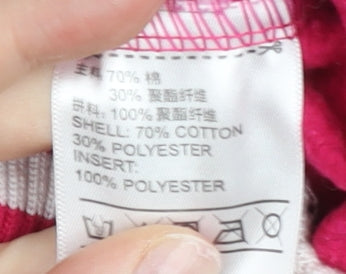 主料 70% 棉
30% 聚酯纤维
拼料: 100% 聚酯纤维
SHELL: 70% COTTON
30% POLYESTER
INSERT:
100% POLYESTER